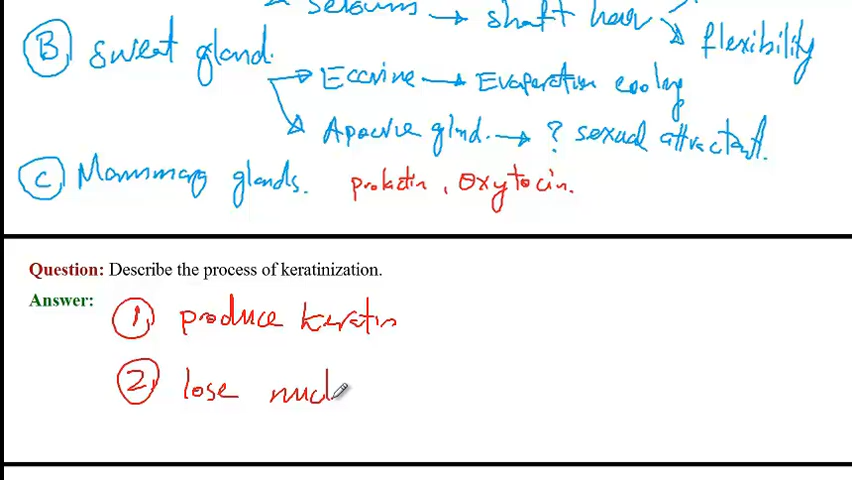 sebum → shaft hair
flexibility
B Sweat gland.
Eccrine → Evaporation cooling
Apocrine gland. → ? sexual attractant.
C Mammary glands. prolactin, oxytocin.
Question: Describe the process of keratinization.
Answer:
1 produce keratin
2 lose nucl